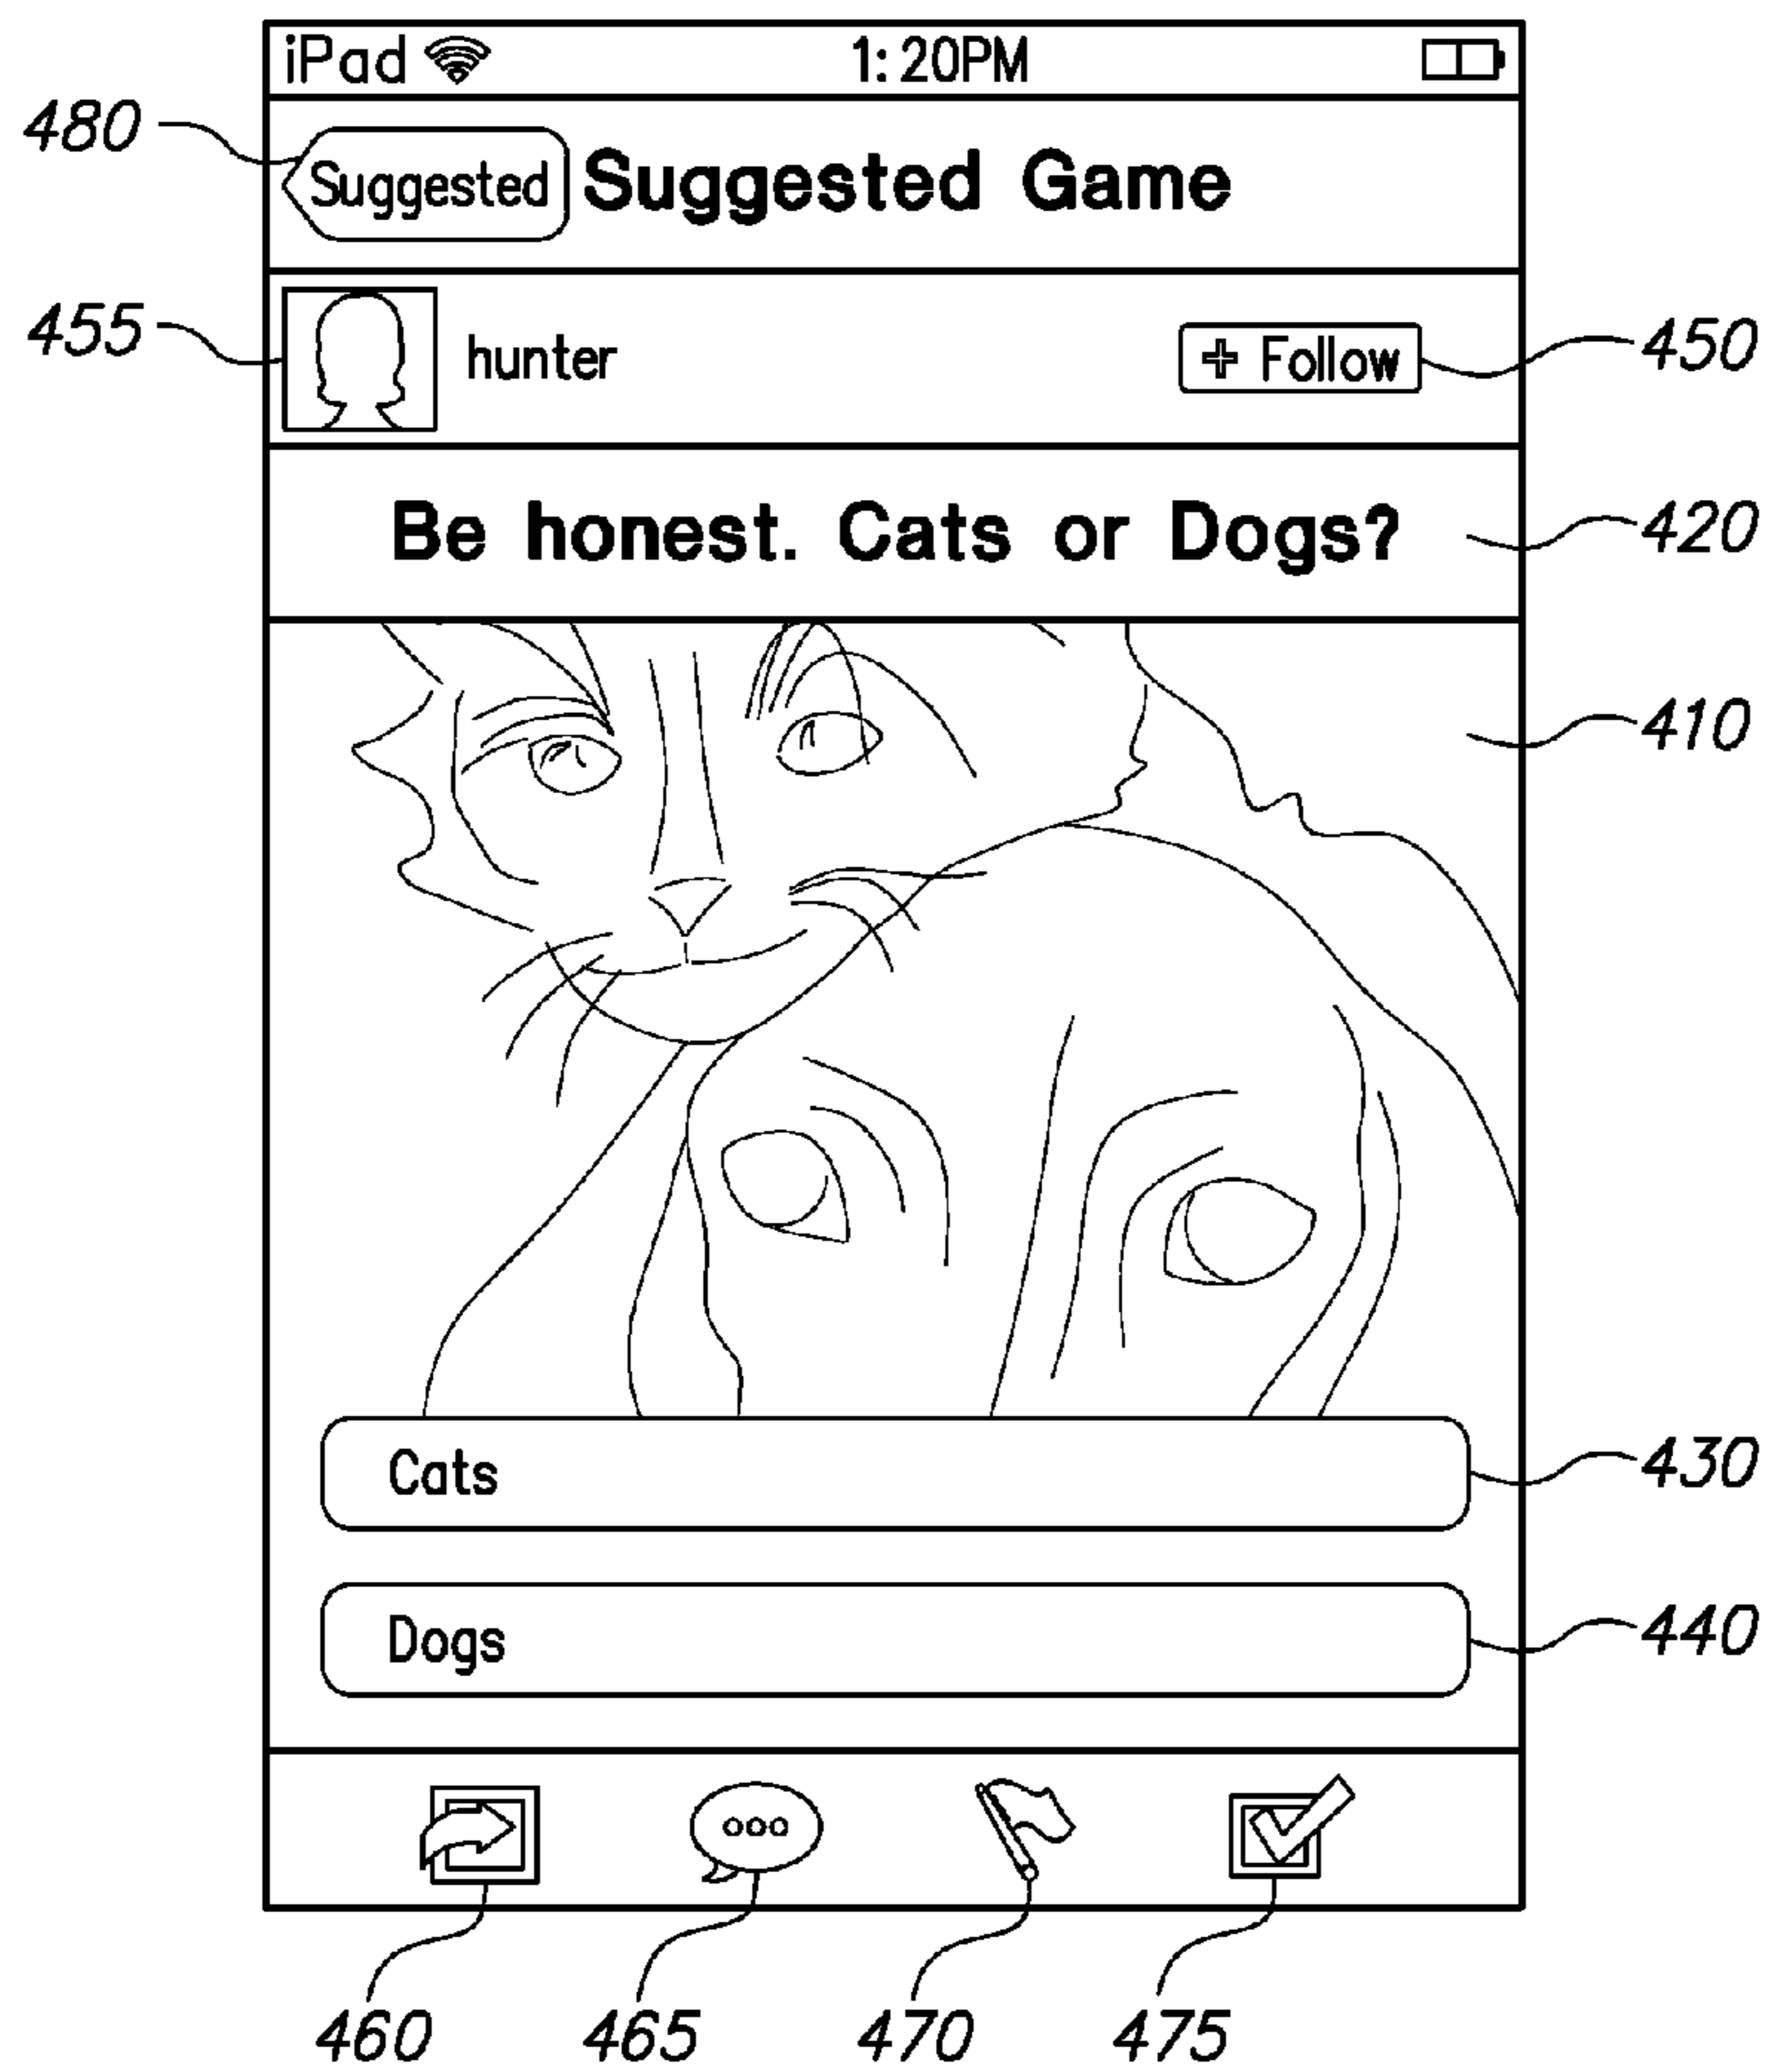 iPad 1:20PM
480
Suggested Suggested Game
455
hunter + Follow
450
Be honest. Cats or Dogs?
420
410
Cats
430
Dogs
440
460 465 470 475